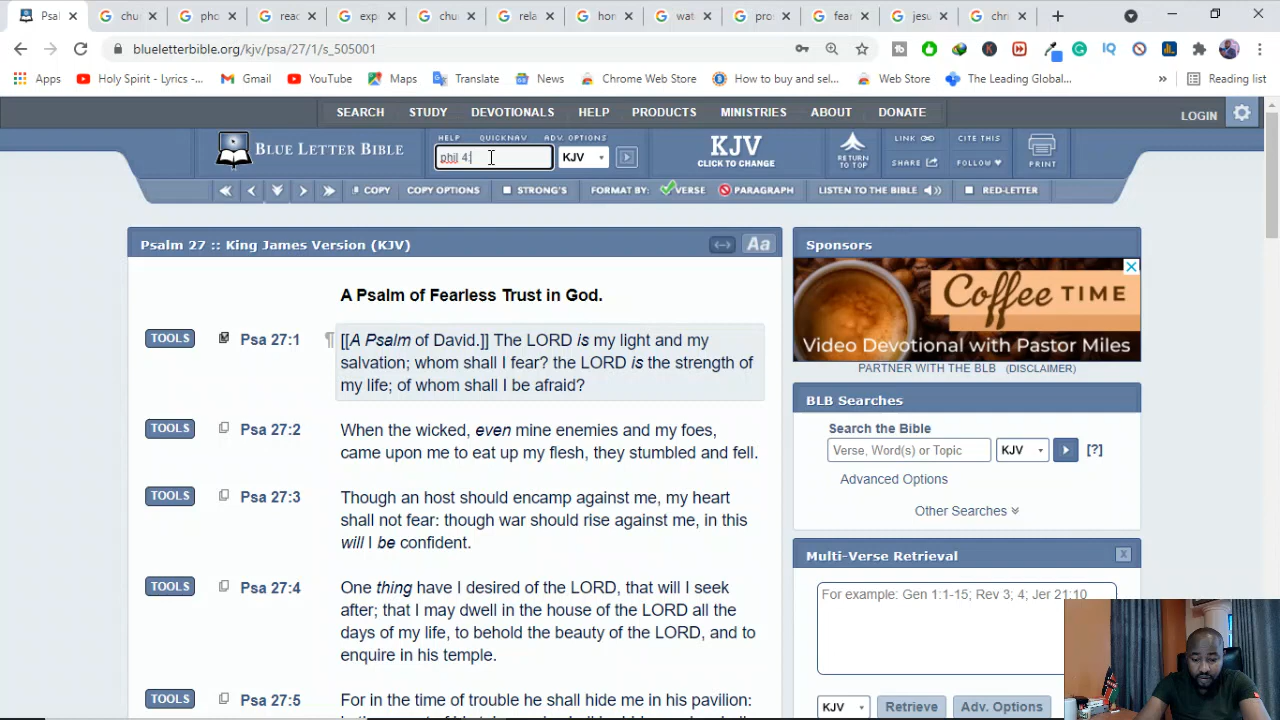 Psal
chu
pho
reac
exp
chu
rela
hor
wat
pro
fear
jesu
chri
blueletterbible.org/kjv/psa/27/1/s_505001
Apps Holy Spirit - Lyrics -... Gmail YouTube Maps Translate News Chrome Web Store How to buy and sel... Web Store The Leading Global... » Reading list
SEARCH STUDY DEVOTIONALS HELP PRODUCTS MINISTRIES ABOUT DONATE LOGIN
BLUE LETTER BIBLE
HELP QUICKNAV ADV. OPTIONS
phil 4: KJV
KJV
CLICK TO CHANGE
RETURN
TO TOP
LINK CITE THIS
SHARE FOLLOW
PRINT
COPY COPY OPTIONS STRONG'S FORMAT BY: VERSE PARAGRAPH LISTEN TO THE BIBLE RED-LETTER
Psalm 27 :: King James Version (KJV) Aa
A Psalm of Fearless Trust in God.
TOOLS Psa 27:1 ¶ [[A Psalm of David.]] The LORD is my light and my
salvation; whom shall I fear? the LORD is the strength of
my life; of whom shall I be afraid?
TOOLS Psa 27:2 When the wicked, even mine enemies and my foes,
came upon me to eat up my flesh, they stumbled and fell.
TOOLS Psa 27:3 Though an host should encamp against me, my heart
shall not fear: though war should rise against me, in this
will I be confident.
TOOLS Psa 27:4 One thing have I desired of the LORD, that will I seek
after; that I may dwell in the house of the LORD all the
days of my life, to behold the beauty of the LORD, and to
enquire in his temple.
TOOLS Psa 27:5 For in the time of trouble he shall hide me in his pavilion:
Sponsors
Coffee TIME
Video Devotional with Pastor Miles
PARTNER WITH THE BLB (DISCLAIMER)
BLB Searches
Search the Bible
Verse, Word(s) or Topic KJV [?]
Advanced Options
Other Searches
Multi-Verse Retrieval X
For example: Gen 1:1-15; Rev 3; 4; Jer 21:10
KJV Retrieve Adv. Options